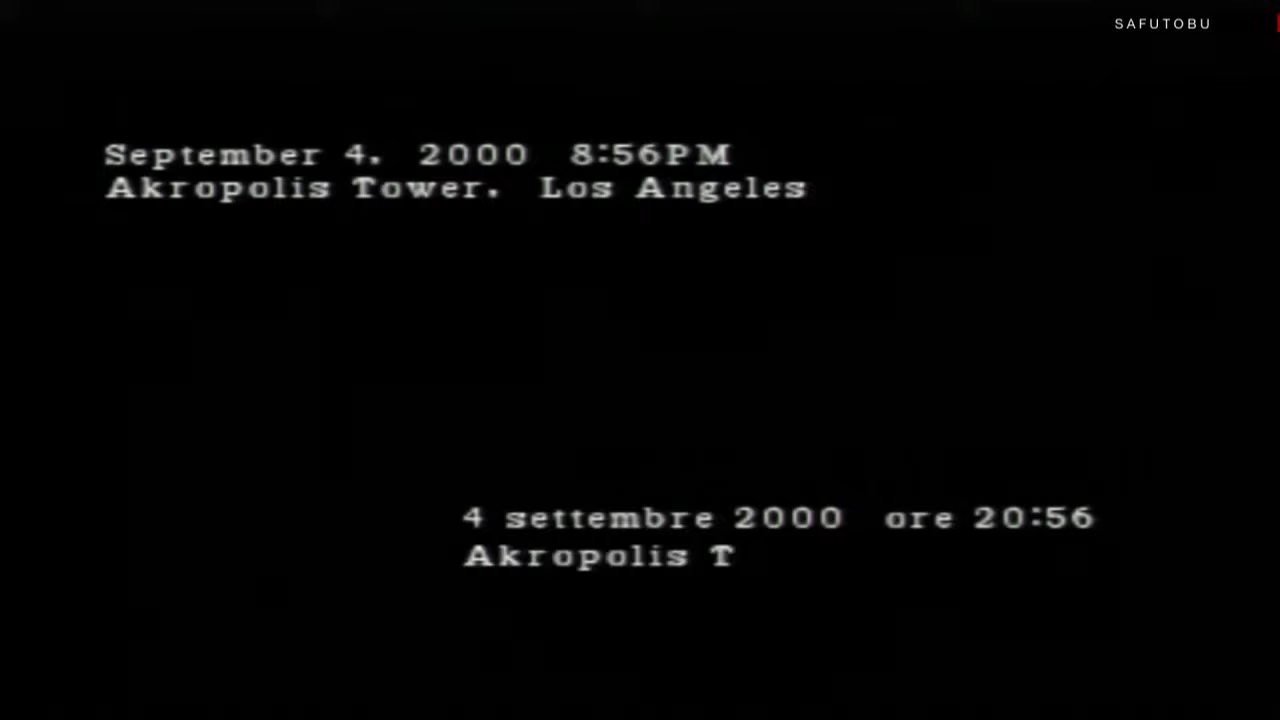 SAFUTOBU
September 4. 2000 8:56PM
Akropolis Tower. Los Angeles
4 settembre 2000 ore 20:56
Akropolis T